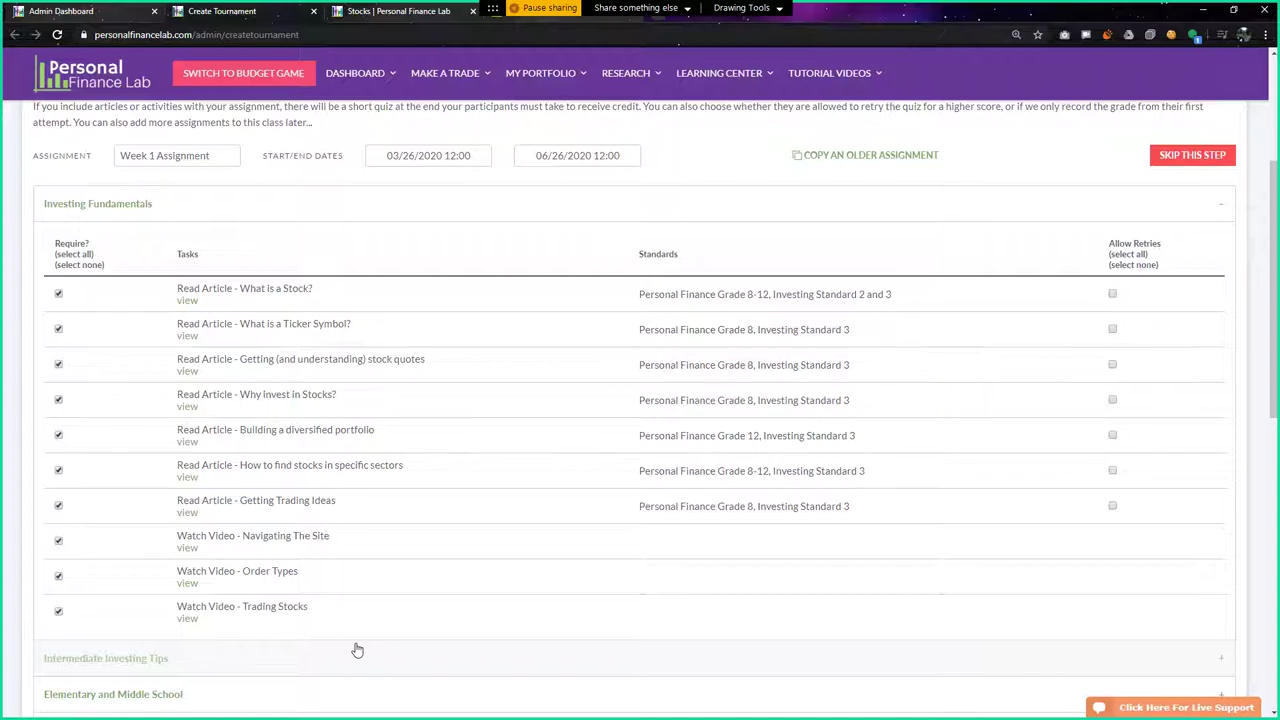 Admin Dashboard
Create Tournament
Stocks | Personal Finance Lab
Pause sharing
Share something else
Drawing Tools
personalfinancelab.com/admin/createtournament
Personal
Finance Lab
SWITCH TO BUDGET GAME
DASHBOARD
MAKE A TRADE
MY PORTFOLIO
RESEARCH
LEARNING CENTER
TUTORIAL VIDEOS
If you include articles or activities with your assignment, there will be a short quiz at the end your participants must take to receive credit. You can also choose whether they are allowed to retry the quiz for a higher score, or if we only record the grade from their first
attempt. You can also add more assignments to this class later...
ASSIGNMENT
Week 1 Assignment
START/END DATES
03/26/2020 12:00
06/26/2020 12:00
COPY AN OLDER ASSIGNMENT
SKIP THIS STEP
Investing Fundamentals
Require?
(select all)
(select none)
Tasks
Standards
Allow Retries
(select all)
(select none)
Read Article - What is a Stock?
view
Personal Finance Grade 8-12, Investing Standard 2 and 3
Read Article - What is a Ticker Symbol?
view
Personal Finance Grade 8, Investing Standard 3
Read Article - Getting (and understanding) stock quotes
view
Personal Finance Grade 8, Investing Standard 3
Read Article - Why invest in Stocks?
view
Personal Finance Grade 8, Investing Standard 3
Read Article - Building a diversified portfolio
view
Personal Finance Grade 12, Investing Standard 3
Read Article - How to find stocks in specific sectors
view
Personal Finance Grade 8-12, Investing Standard 3
Read Article - Getting Trading Ideas
view
Personal Finance Grade 8, Investing Standard 3
Watch Video - Navigating The Site
view
Watch Video - Order Types
view
Watch Video - Trading Stocks
view
Intermediate Investing Tips
Elementary and Middle School
Click Here For Live Support